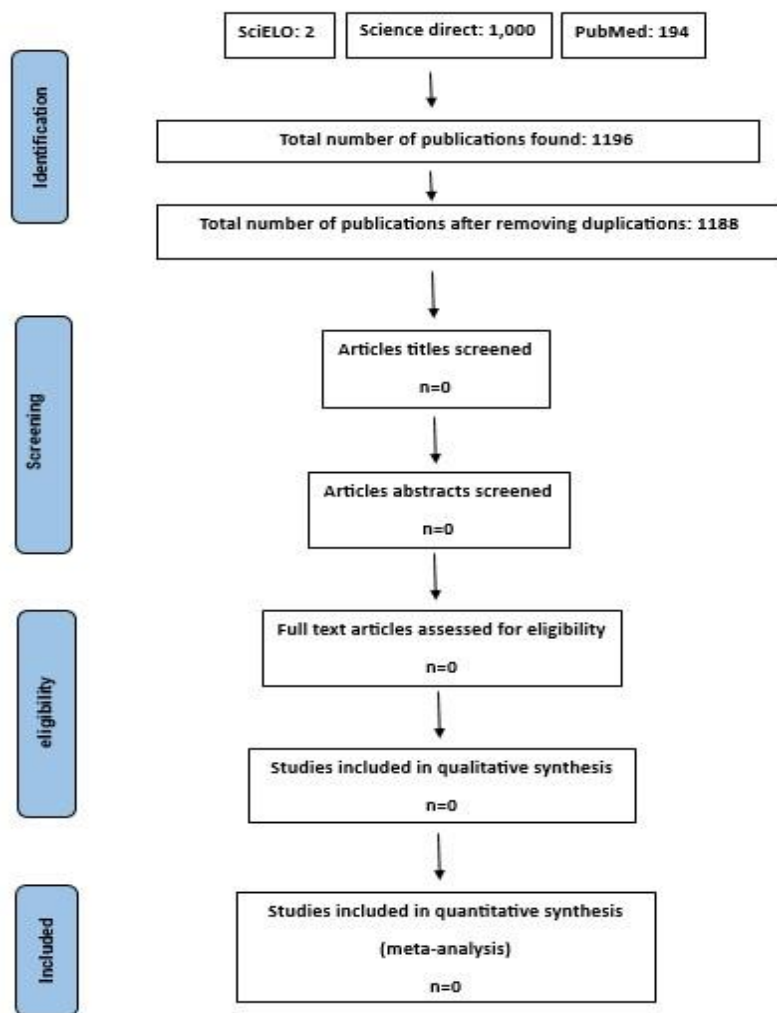 SciELO: 2
Science direct: 1,000
PubMed: 194
Identification
Total number of publications found: 1196
Total number of publications after removing duplications: 1188
Screening
Articles titles screened
n=0
Articles abstracts screened
n=0
eligibility
Full text articles assessed for eligibility
n=0
Studies included in qualitative synthesis
n=0
Included
Studies included in quantitative synthesis
(meta-analysis)
n=0